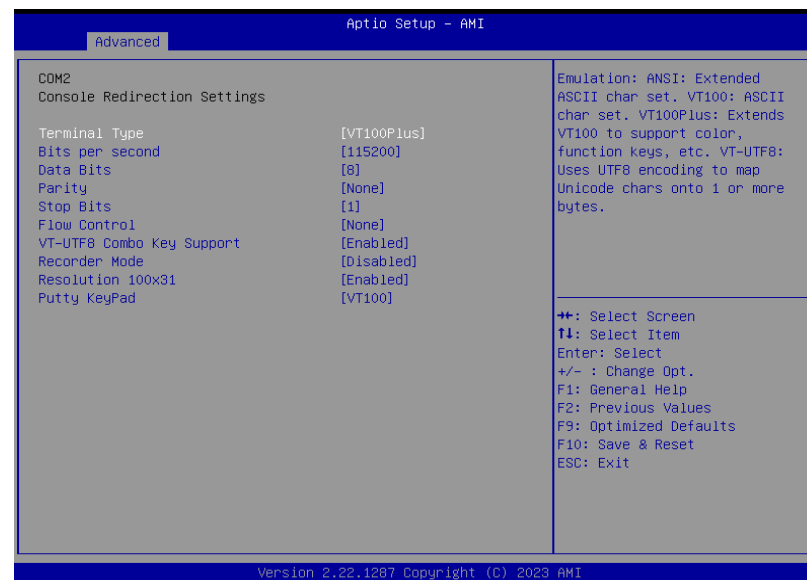 Aptio Setup – AMI
Advanced
COM2
Console Redirection Settings
Terminal Type [VT100Plus]
Bits per second [115200]
Data Bits [8]
Parity [None]
Stop Bits [1]
Flow Control [None]
VT-UTF8 Combo Key Support [Enabled]
Recorder Mode [Disabled]
Resolution 100x31 [Enabled]
Putty KeyPad [VT100]
Emulation: ANSI: Extended
ASCII char set. VT100: ASCII
char set. VT100Plus: Extends
VT100 to support color,
function keys, etc. VT-UTF8:
Uses UTF8 encoding to map
Unicode chars onto 1 or more
bytes.
→←: Select Screen
↑↓: Select Item
Enter: Select
+/- : Change Opt.
F1: General Help
F2: Previous Values
F9: Optimized Defaults
F10: Save & Reset
ESC: Exit
Version 2.22.1287 Copyright (C) 2023 AMI